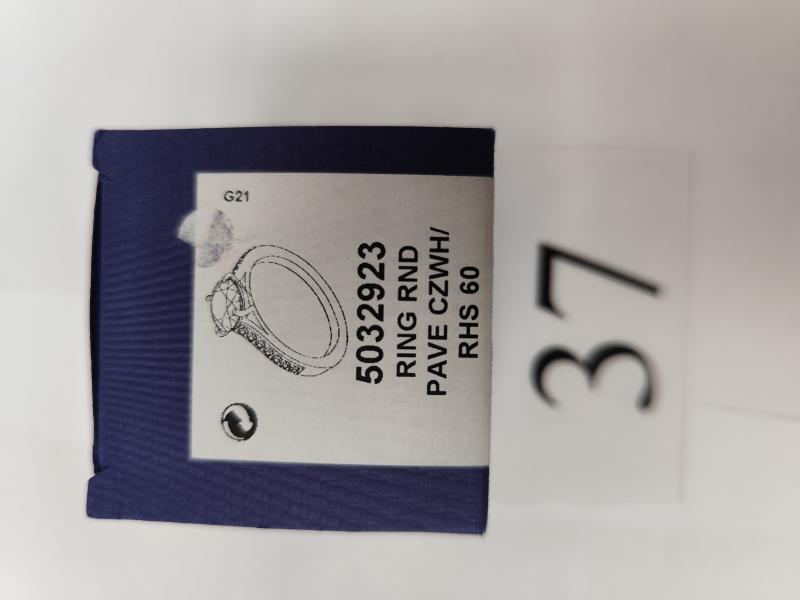 G21
5032923
RING RND
PAVE CZWH/
RHS 60
37